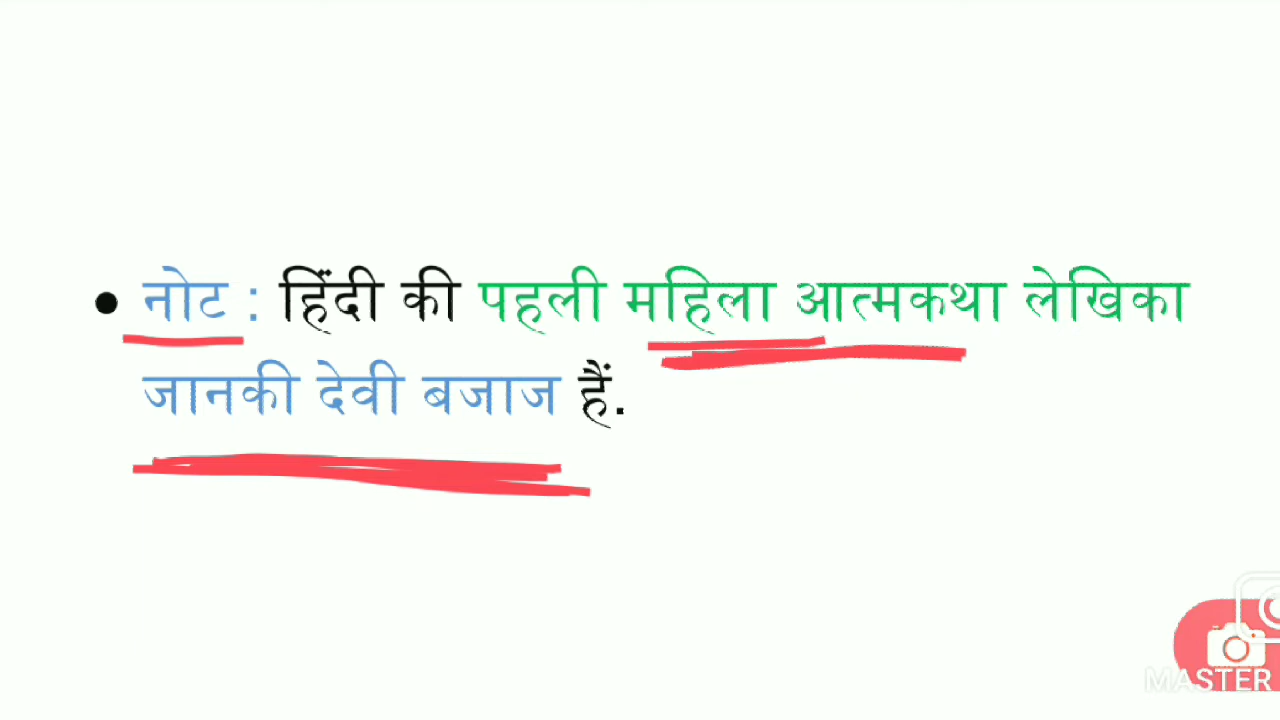 • नोट : हिंदी की पहली महिला आत्मकथा लेखिका
जानकी देवी बजाज हैं.
MASTER